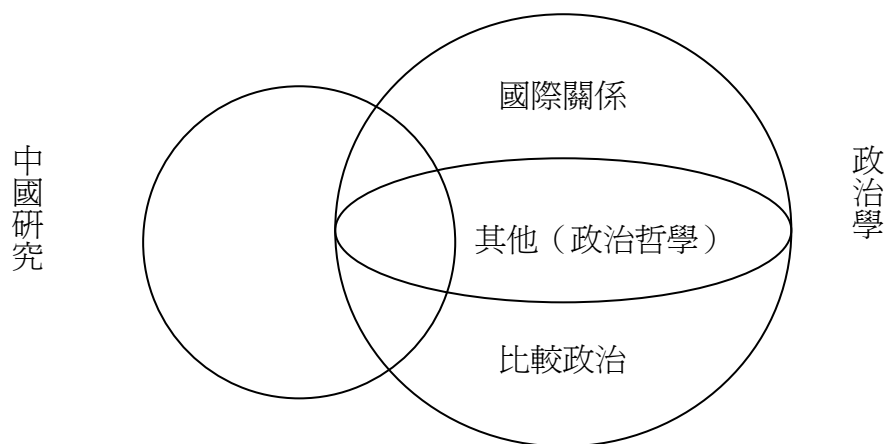 國際關係
中國研究
政治學
其他（政治哲學）
比較政治